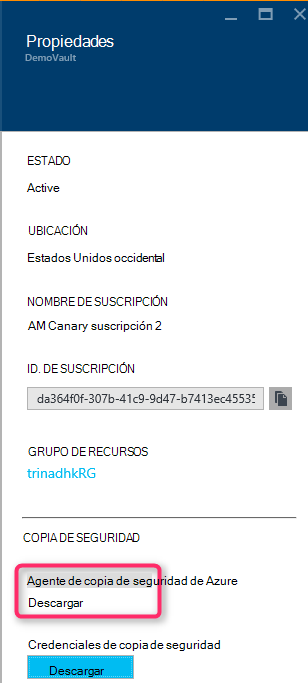 Propiedades
DemoVault
ESTADO
Active
UBICACIÓN
Estados Unidos occidental
NOMBRE DE SUSCRIPCIÓN
AM Canary suscripción 2
ID. DE SUSCRIPCIÓN
da364f0f-307b-41c9-9d47-b7413ec45535
GRUPO DE RECURSOS
trinadhkRG
COPIA DE SEGURIDAD
Agente de copia de seguridad de Azure
Descargar
Credenciales de copia de seguridad
Descargar